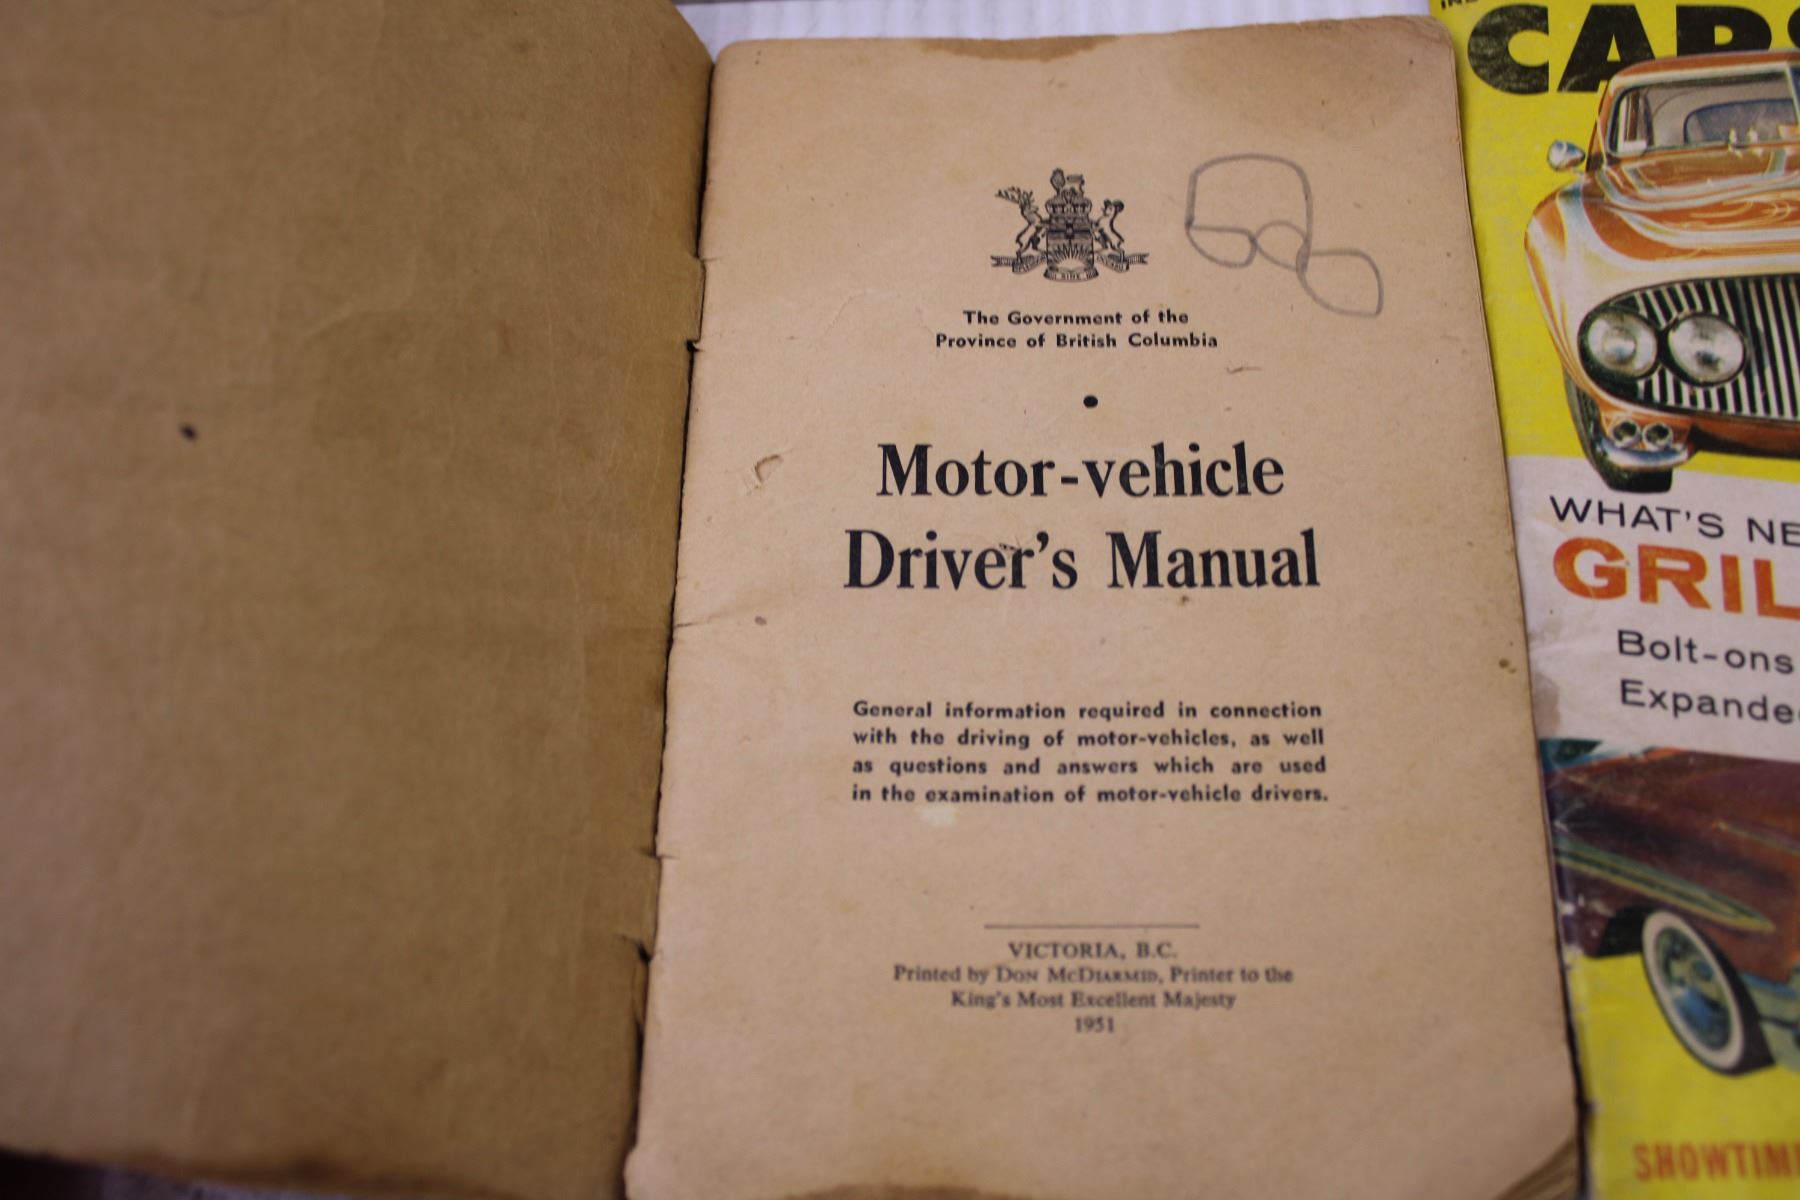 The Government of the
Province of British Columbia
Motor-vehicle
Driver's Manual
General information required in connection
with the driving of motor-vehicles, as well
as questions and answers which are used
in the examination of motor-vehicle drivers.
VICTORIA, B.C.
Printed by DON McDIARMID, Printer to the
King's Most Excellent Majesty
1951
CARS
WHAT'S NE
GRIL
Bolt-ons
Expande
SHOWTIM